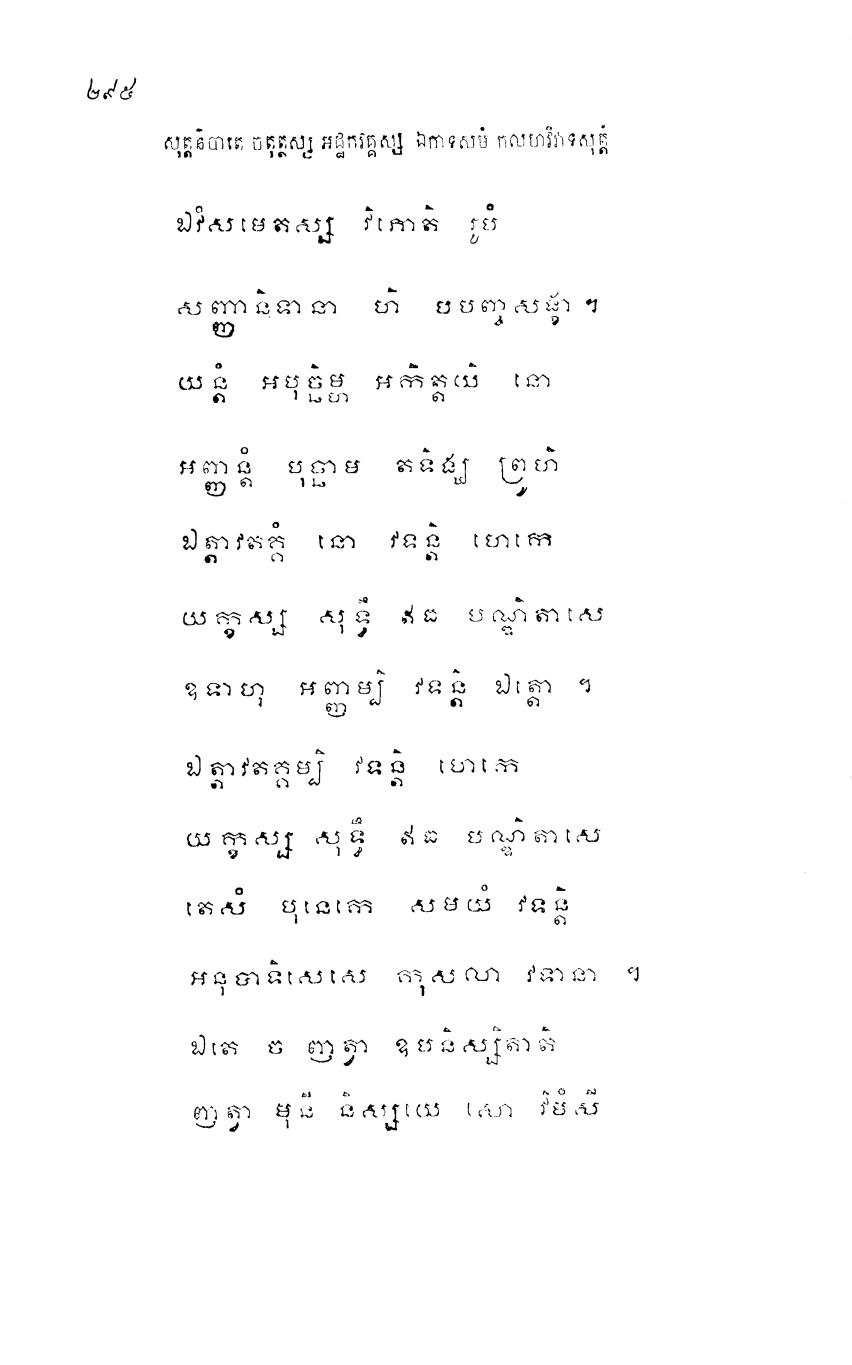 ២៩៥
សុត្តនិបាតេ ចតុត្ថស្ស អដ្ឋកវគ្គស្ស ឯកាទសមំ កលហវិវាទសុត្តំ
ឯវំសមេតស្ស វិភោតិ រូបំ
សញ្ញានិទានា ហិ បបញ្ចសង្ខា ៗ
យន្តំ អបុច្ឆិម្ហ អកិត្តយិ នោ
អញ្ញន្តំ បុច្ឆាម តទិង្ឃ ព្រូហិ
ឯត្តាវតគ្គំ នោ វទន្តិ ហេកេ
យក្ខស្ស សុទ្ធឹ ឥធ បណ្ឌិតាសេ
ឧទាហុ អញ្ញម្បិ វទន្តិ ឯត្តោ ៗ
ឯត្តាវតគ្គម្បិ វទន្តិ ហេកេ
យក្ខស្ស សុទ្ធឹ ឥធ បណ្ឌិតាសេ
តេសំ បុនេកេ សមយំ វទន្តិ
អនុបាទិសេសេ កុសលា វទានា ៗ
ឯតេ ច ញត្វា ឧបនិស្សិតាតិ
ញត្វា មុនី និស្សយេ សោ វិមំសី